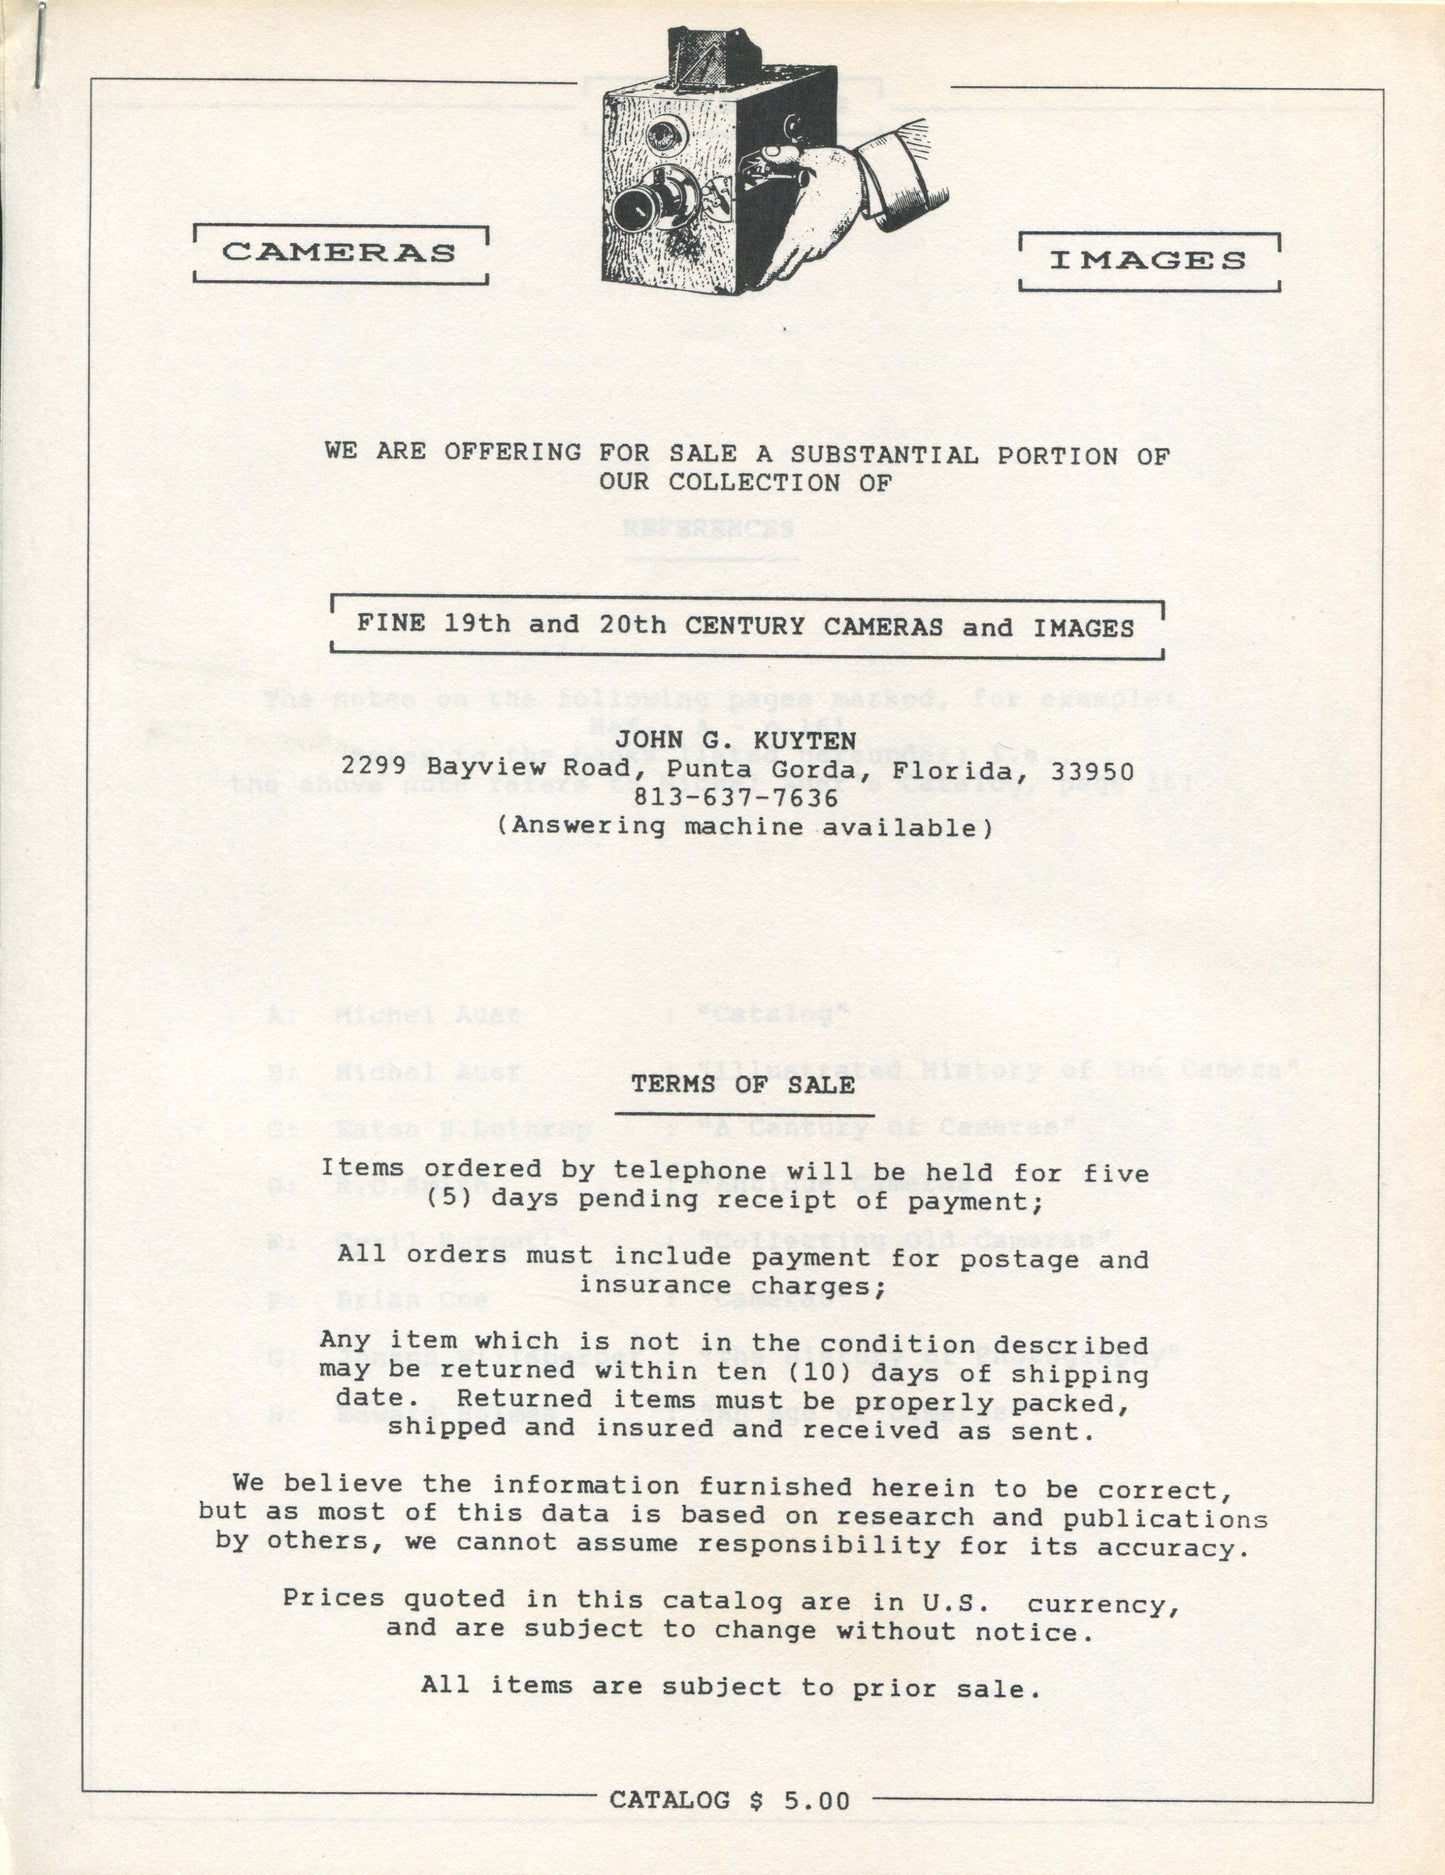 CAMERAS
IMAGES
WE ARE OFFERING FOR SALE A SUBSTANTIAL PORTION OF
OUR COLLECTION OF
FINE 19th and 20th CENTURY CAMERAS and IMAGES
JOHN G. KUYTEN
2299 Bayview Road, Punta Gorda, Florida, 33950
813-637-7636
(Answering machine available)
TERMS OF SALE
Items ordered by telephone will be held for five
(5) days pending receipt of payment;
All orders must include payment for postage and
insurance charges;
Any item which is not in the condition described
may be returned within ten (10) days of shipping
date. Returned items must be properly packed,
shipped and insured and received as sent.
We believe the information furnished herein to be correct,
but as most of this data is based on research and publications
by others, we cannot assume responsibility for its accuracy.
Prices quoted in this catalog are in U.S. currency,
and are subject to change without notice.
All items are subject to prior sale.
CATALOG $ 5.00